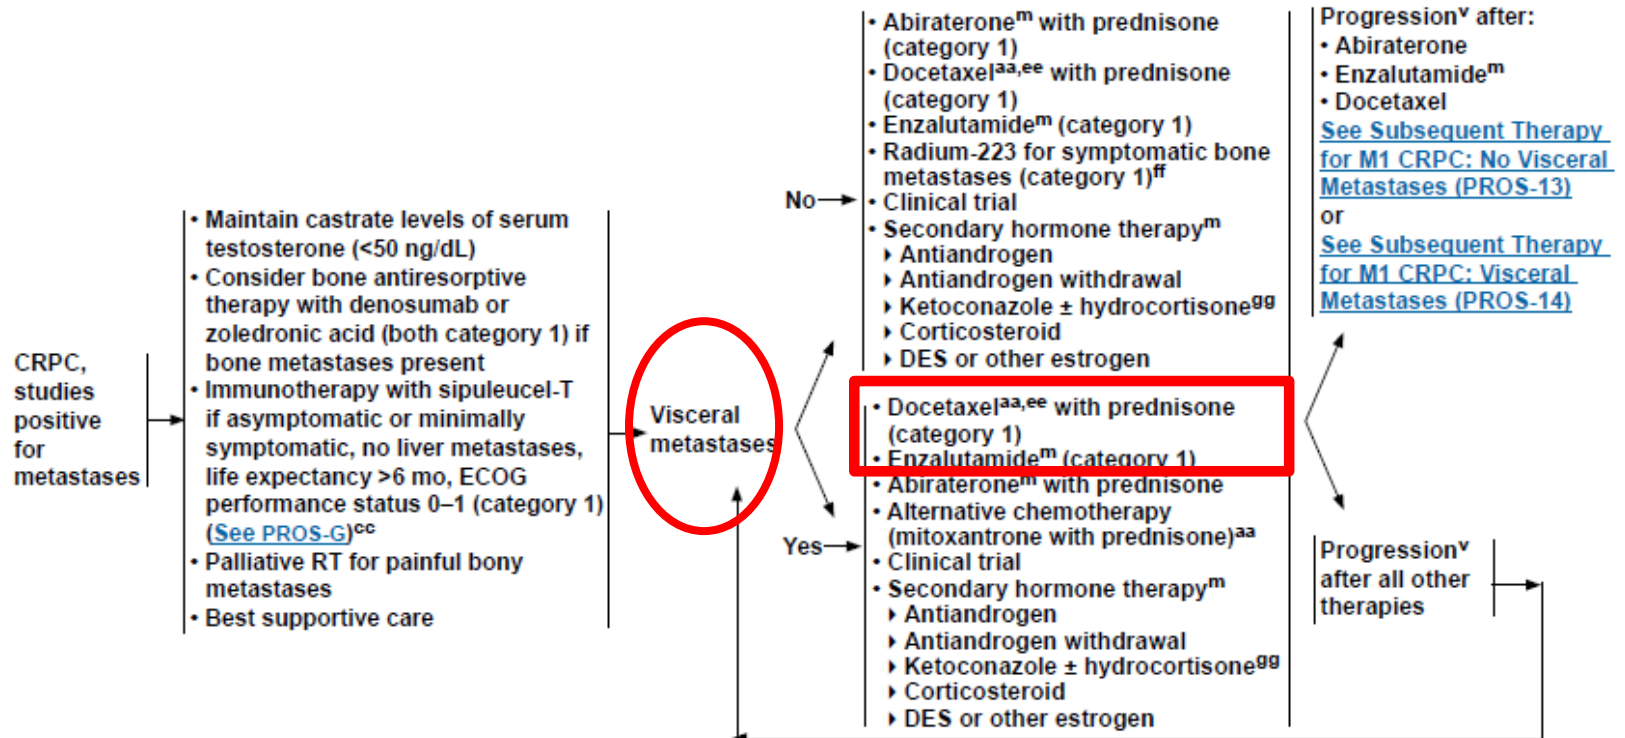 CRPC,
studies
positive
for
metastases
• Maintain castrate levels of serum
testosterone (<50 ng/dL)
• Consider bone antiresorptive
therapy with denosumab or
zoledronic acid (both category 1) if
bone metastases present
• Immunotherapy with sipuleucel-T
if asymptomatic or minimally
symptomatic, no liver metastases,
life expectancy >6 mo, ECOG
performance status 0–1 (category 1)
(See PROS-G)cc
• Palliative RT for painful bony
metastases
• Best supportive care
Visceral
metastases
No
• Abirateronem with prednisone
(category 1)
• Docetaxelaa,ee with prednisone
(category 1)
• Enzalutamidem (category 1)
• Radium-223 for symptomatic bone
metastases (category 1)ff
• Clinical trial
• Secondary hormone therapym
▸ Antiandrogen
▸ Antiandrogen withdrawal
▸ Ketoconazole ± hydrocortisonegg
▸ Corticosteroid
▸ DES or other estrogen
Yes
• Docetaxelaa,ee with prednisone
(category 1)
• Enzalutamidem (category 1)
• Abirateronem with prednisone
• Alternative chemotherapy
(mitoxantrone with prednisone)aa
• Clinical trial
• Secondary hormone therapym
▸ Antiandrogen
▸ Antiandrogen withdrawal
▸ Ketoconazole ± hydrocortisonegg
▸ Corticosteroid
▸ DES or other estrogen
Progressionv after:
• Abiraterone
• Enzalutamidem
• Docetaxel
See Subsequent Therapy
for M1 CRPC: No Visceral
Metastases (PROS-13)
or
See Subsequent Therapy
for M1 CRPC: Visceral
Metastases (PROS-14)
Progressionv
after all other
therapies